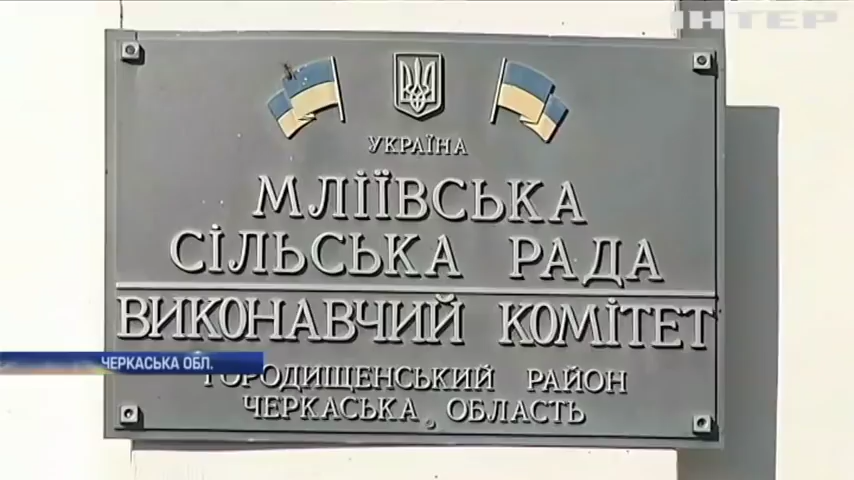 ІНТЕР
УКРАЇНА
МЛІЇВСЬКА
СІЛЬСЬКА РАДА
ВИКОНАВЧИЙ КОМІТЕТ
ЧЕРКАСЬКА ОБЛ.
ГОРОДИЩЕНСЬКИЙ РАЙОН
ЧЕРКАСЬКА ОБЛАСТЬ